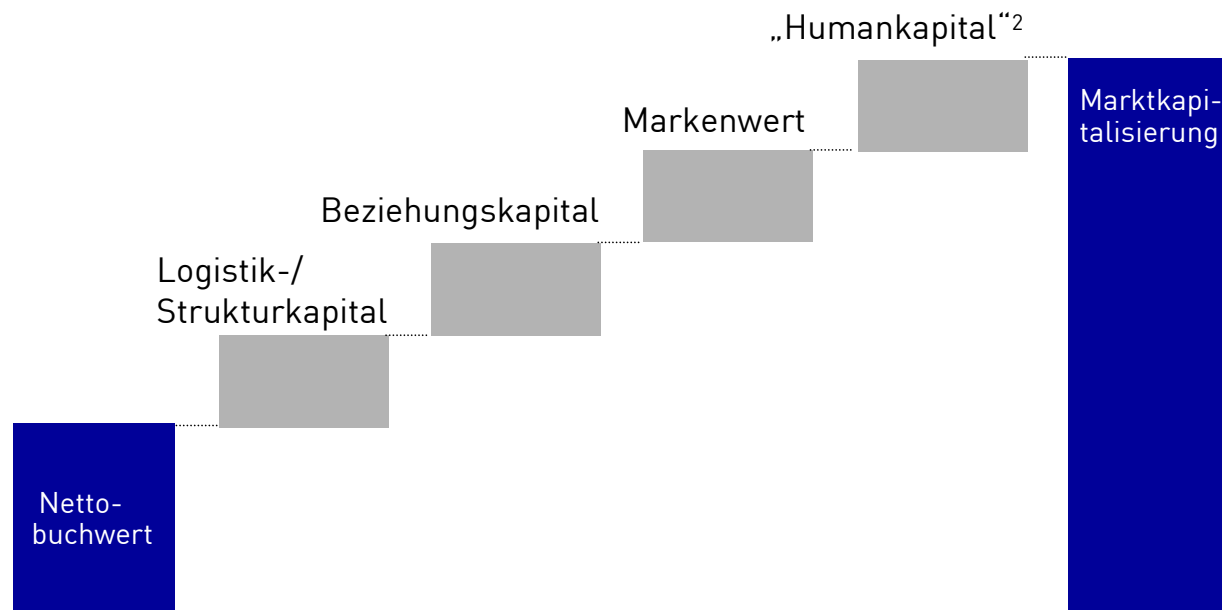 „Humankapital“2
Marktkapi-
talisierung
Markenwert
Beziehungskapital
Logistik-/
Strukturkapital
Netto-
buchwert